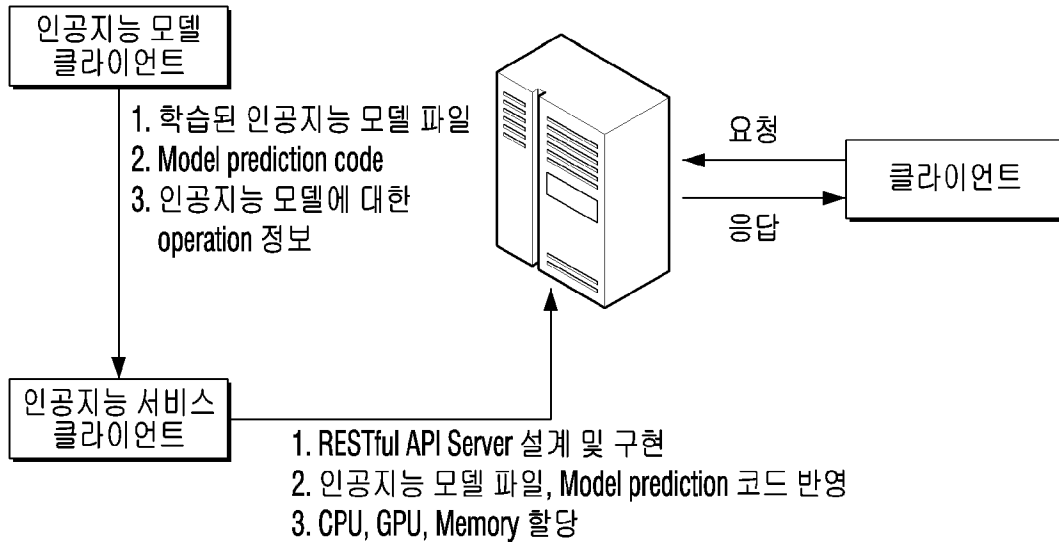 인공지능 모델
클라이언트
1. 학습된 인공지능 모델 파일
2. Model prediction code
3. 인공지능 모델에 대한
operation 정보
요청
클라이언트
응답
인공지능 서비스
클라이언트
1. RESTful API Server 설계 및 구현
2. 인공지능 모델 파일, Model prediction 코드 반영
3. CPU, GPU, Memory 할당